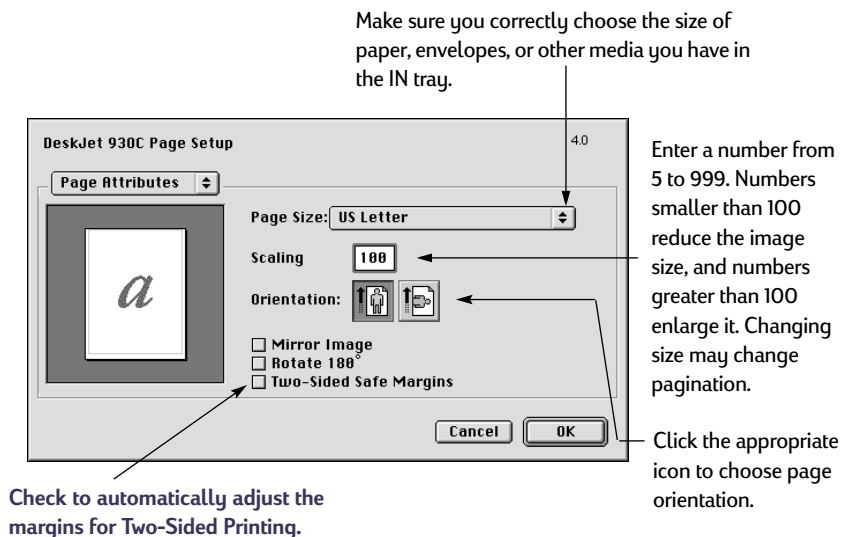 Make sure you correctly choose the size of
paper, envelopes, or other media you have in
the IN tray.
DeskJet 930C Page Setup
4.0
Page Attributes
a
Page Size: US Letter
Scaling 100
Orientation:
Mirror Image
Rotate 180°
Two-Sided Safe Margins
Cancel OK
Enter a number from
5 to 999. Numbers
smaller than 100
reduce the image
size, and numbers
greater than 100
enlarge it. Changing
size may change
pagination.
Click the appropriate
icon to choose page
orientation.
Check to automatically adjust the
margins for Two-Sided Printing.